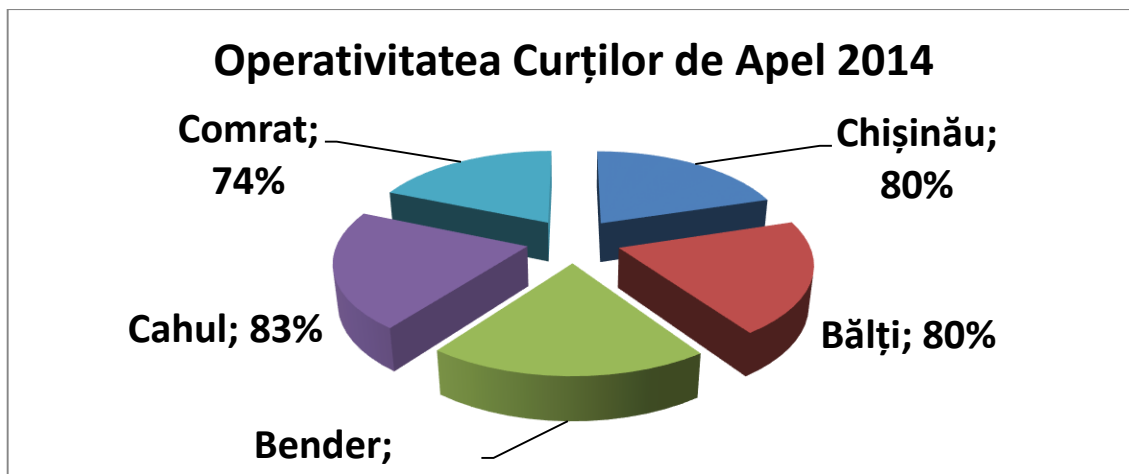 Operativitatea Curților de Apel 2014
Comrat;
74%
Chișinău;
80%
Cahul; 83%
Bălți; 80%
Bender;